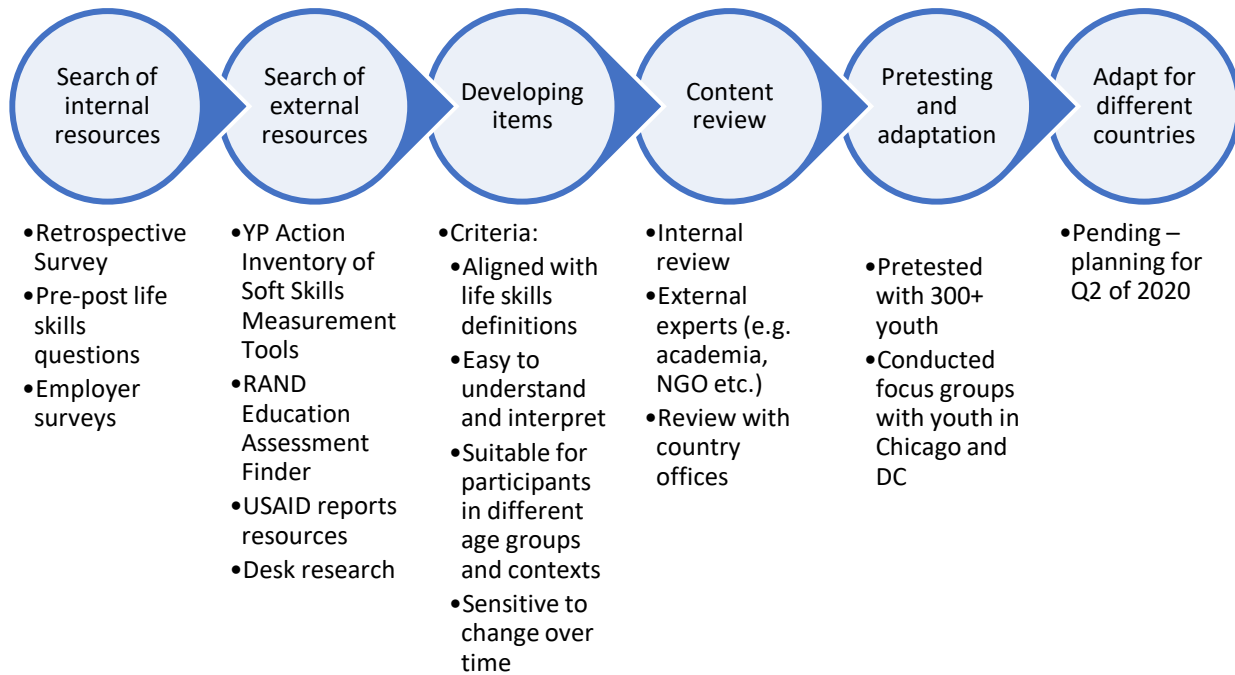 Search of
internal
resources
Search of
external
resources
Developing
items
Content
review
Pretesting
and
adaptation
Adapt for
different
countries
•Retrospective
Survey
•Pre-post life
skills
questions
•Employer
surveys
•YP Action
Inventory of
Soft Skills
Measurement
Tools
•RAND
Education
Assessment
Finder
•USAID reports
resources
•Desk research
•Criteria:
•Aligned with
life skills
definitions
•Easy to
understand
and interpret
•Suitable for
participants
in different
age groups
and contexts
•Sensitive to
change over
time
•Internal
review
•External
experts (e.g.
academia,
NGO etc.)
•Review with
country
offices
•Pretested
with 300+
youth
•Conducted
focus groups
with youth in
Chicago and
DC
•Pending –
planning for
Q2 of 2020